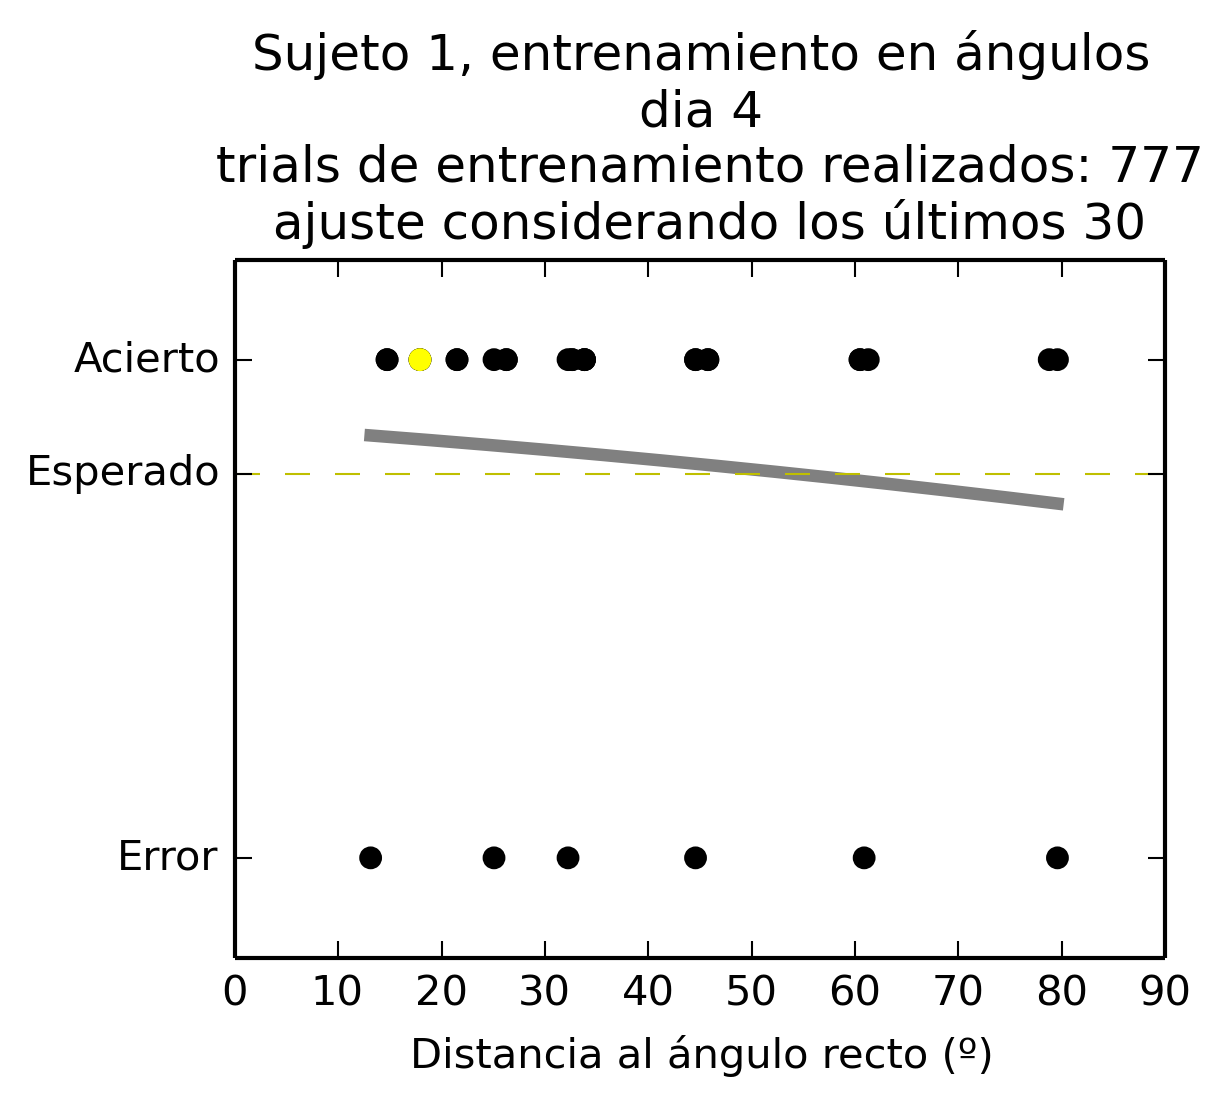 Sujeto 1, entrenamiento en ángulos
dia 4
trials de entrenamiento realizados: 777
ajuste considerando los últimos 30
Acierto
Esperado
Error
0 10 20 30 40 50 60 70 80 90
Distancia al ángulo recto (º)